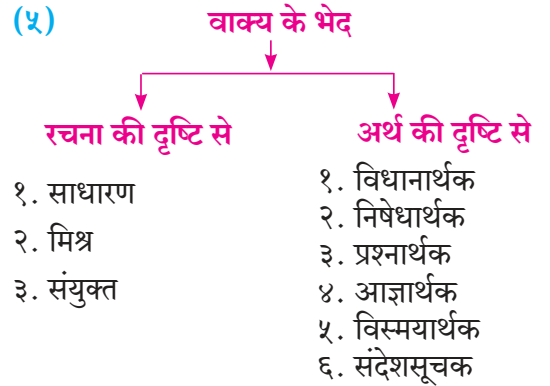 (५)
वाक्य के भेद
रचना की दृष्टि से
१. साधारण
२. मिश्र
३. संयुक्त
अर्थ की दृष्टि से
१. विधानार्थक
२. निषेधार्थक
३. प्रश्नार्थक
४. आज्ञार्थक
५. विस्मयार्थक
६. संदेशसूचक